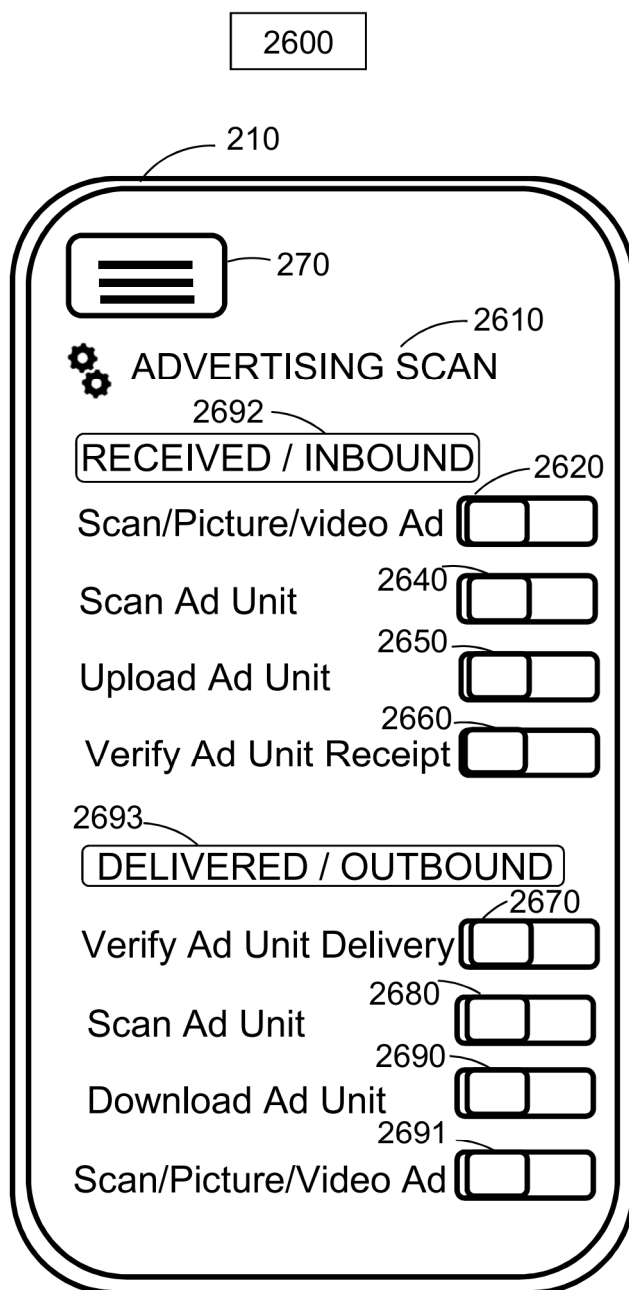 2600
210
270
2610
ADVERTISING SCAN
2692
RECEIVED / INBOUND
2620
Scan/Picture/video Ad
2640
Scan Ad Unit
2650
Upload Ad Unit
2660
Verify Ad Unit Receipt
2693
DELIVERED / OUTBOUND
2670
Verify Ad Unit Delivery
2680
Scan Ad Unit
2690
Download Ad Unit
2691
Scan/Picture/Video Ad